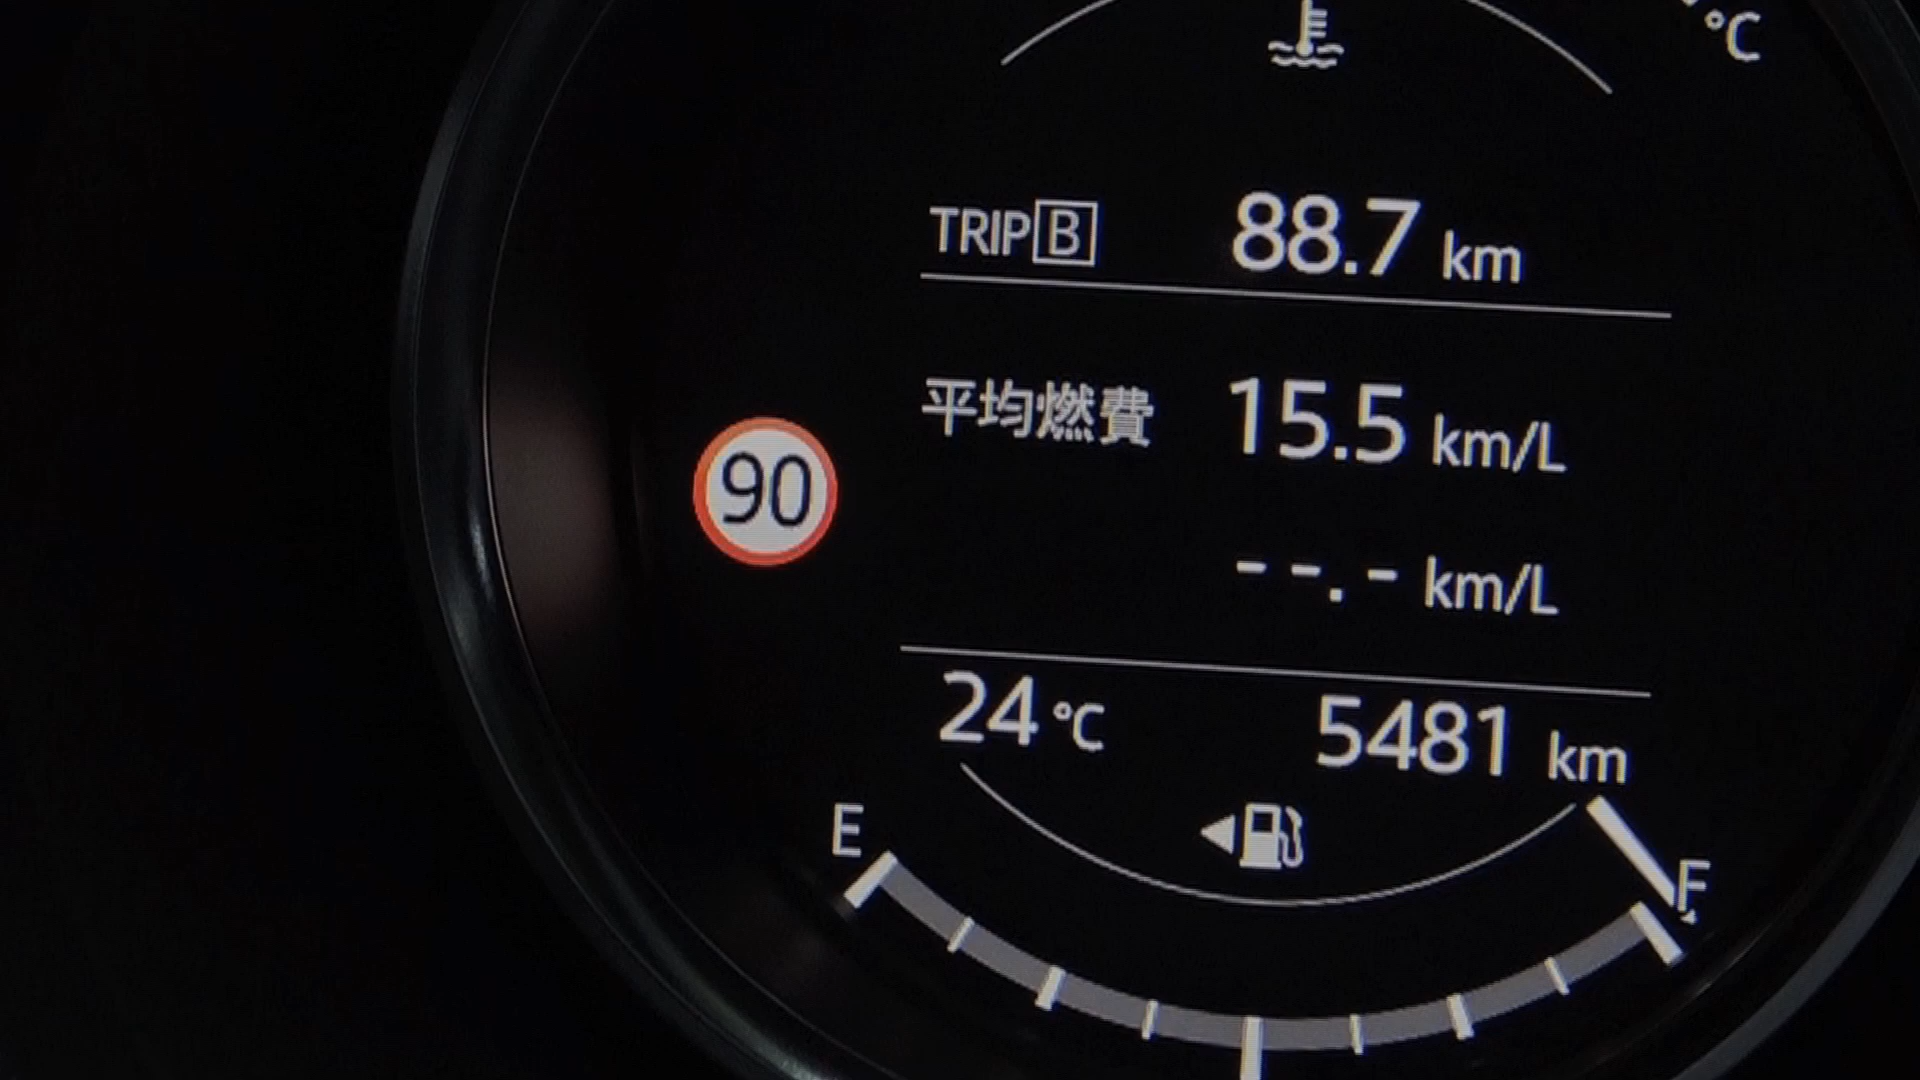 ℃
TRIP B 88.7 km
平均燃費 15.5 km/L
90
--.- km/L
24 ℃ 5481 km
E
F